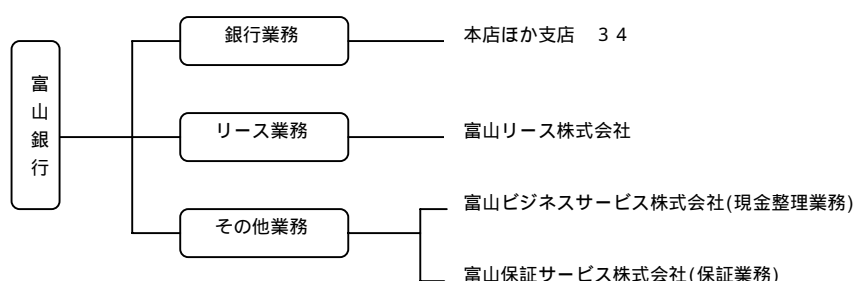 富山銀行
銀行業務
本店ほか支店　３４
リース業務
富山リース株式会社
その他業務
富山ビジネスサービス株式会社(現金整理業務)
富山保証サービス株式会社(保証業務)